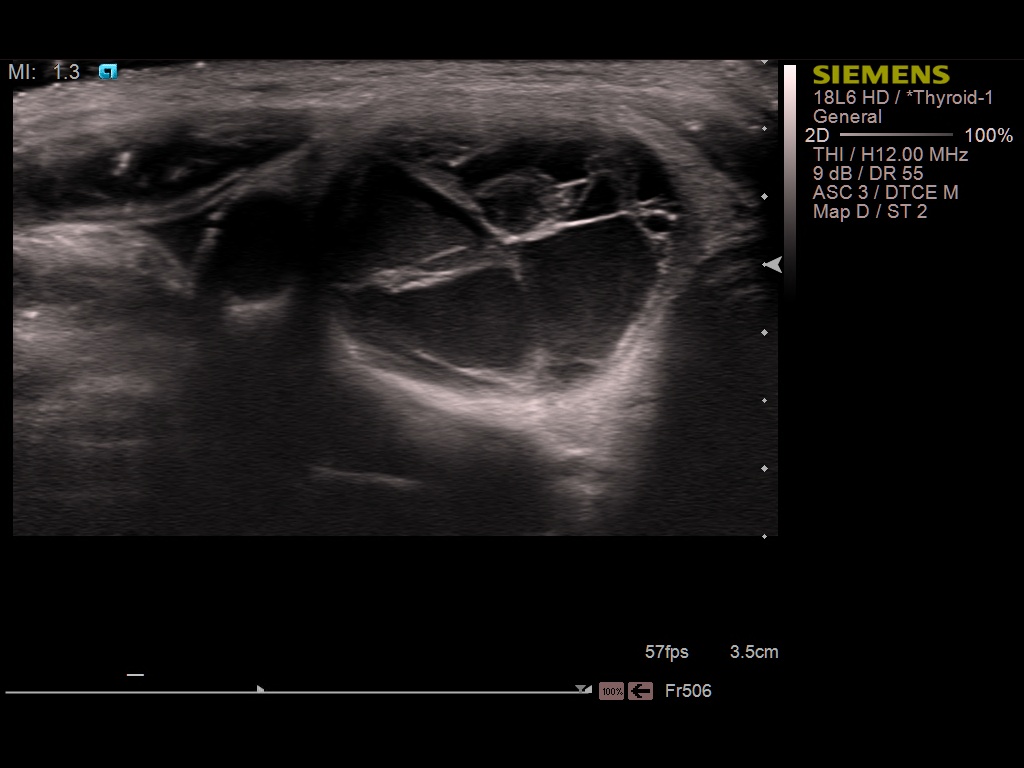 MI: 1.3
SIEMENS
18L6 HD / *Thyroid-1
General
2D 100%
THI / H12.00 MHz
9 dB / DR 55
ASC 3 / DTCE M
Map D / ST 2
57fps 3.5cm
100% Fr506